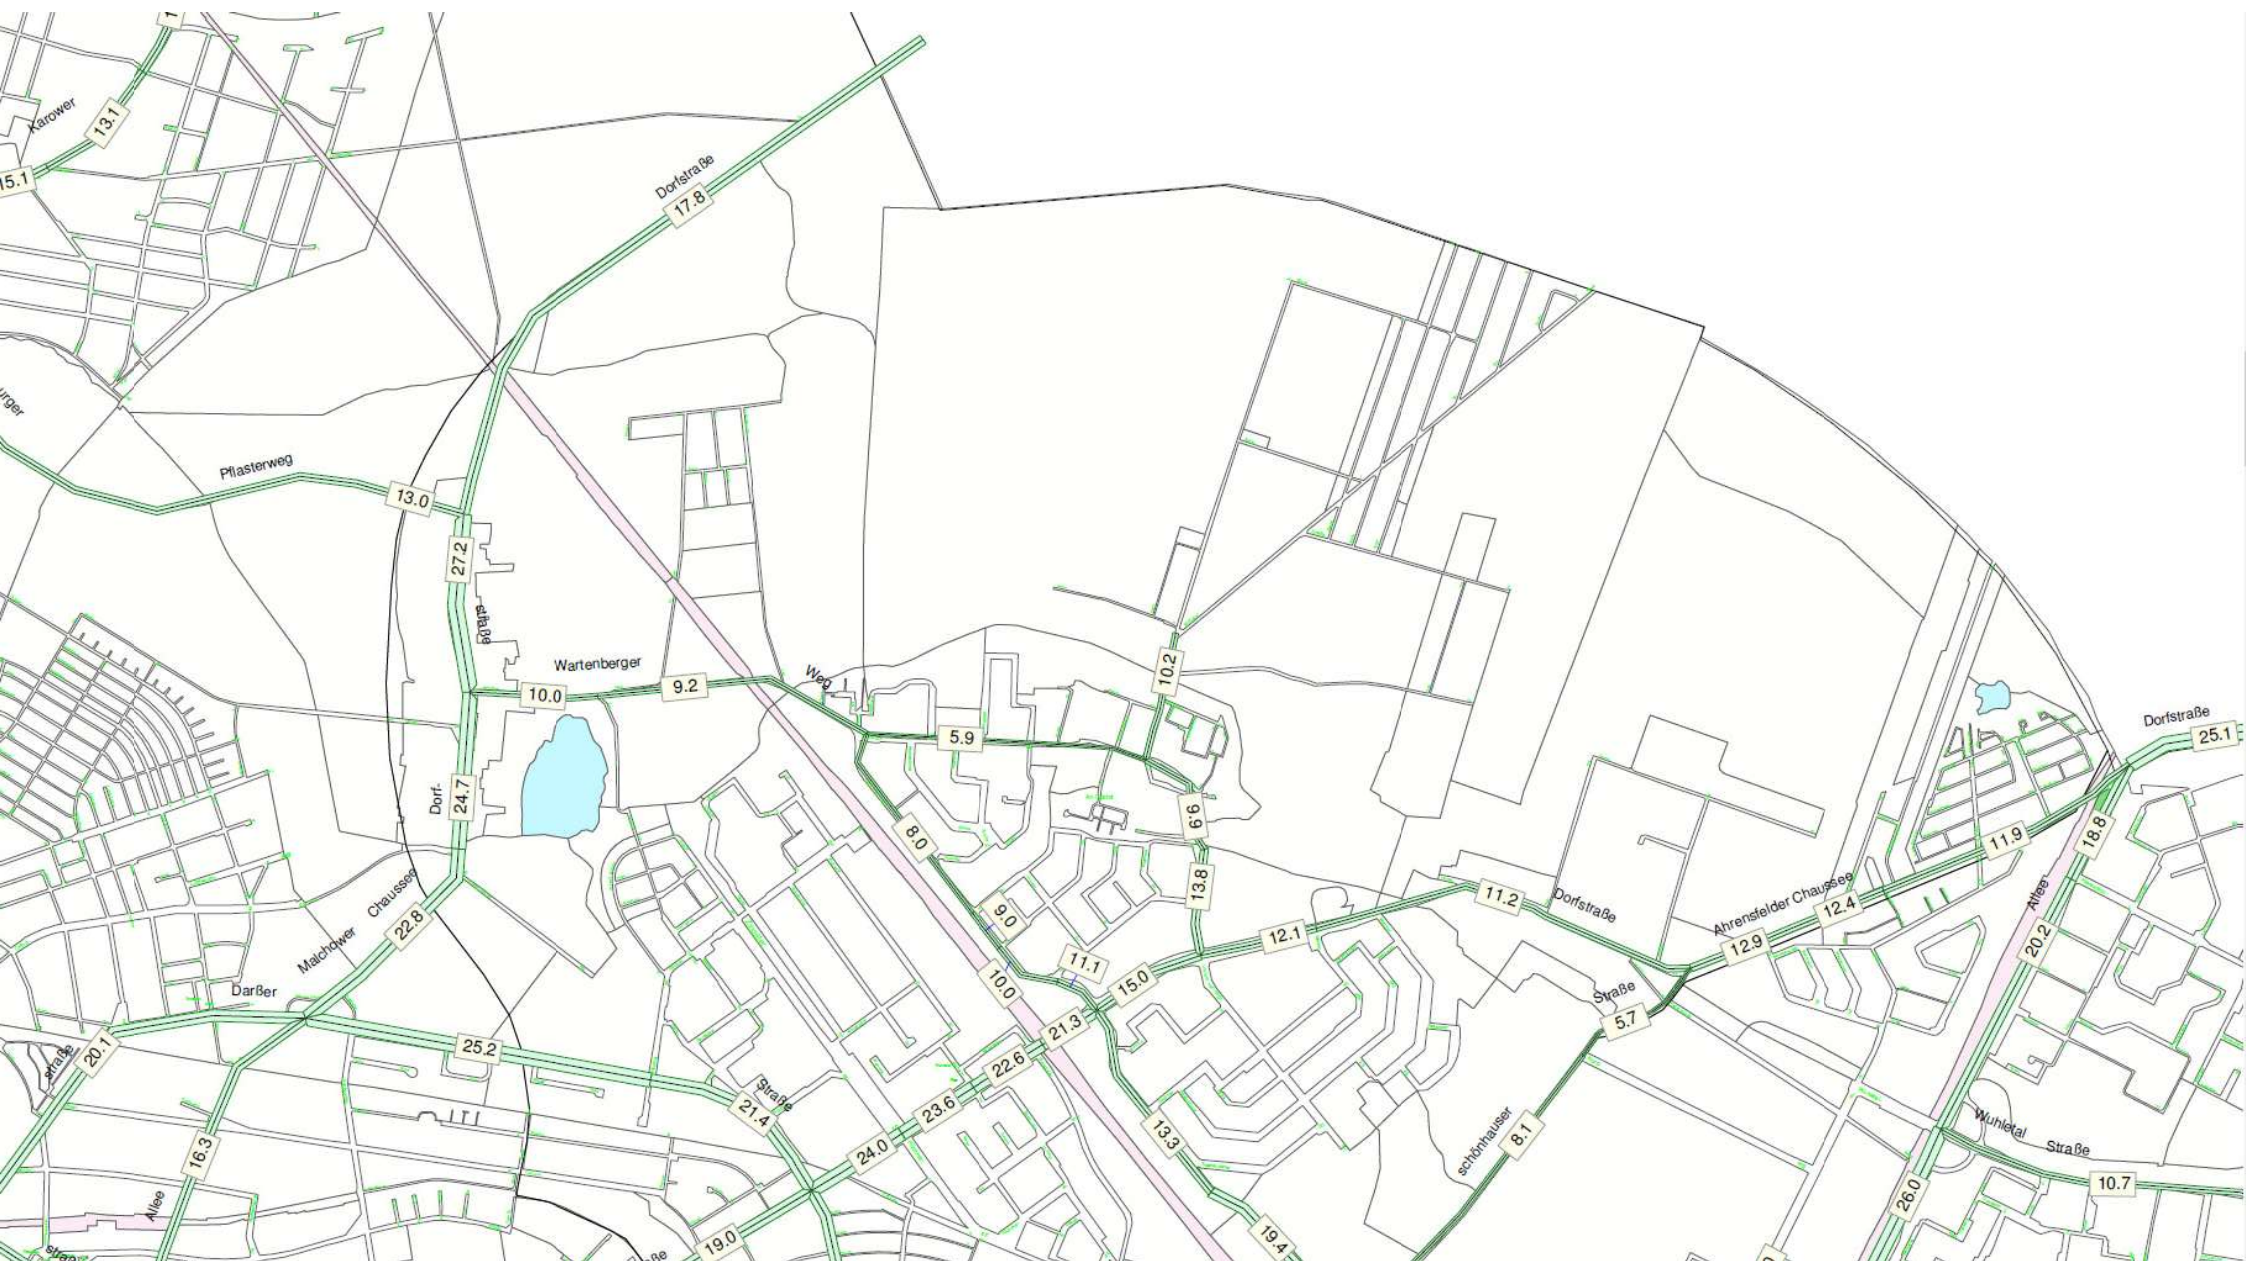 Karower
13.1
15.1
Dorfstraße
17.8
urger
Pflasterweg
13.0
27.2
straße
Wartenberger
10.0
9.2
Weg
5.9
10.2
Dorfstraße
25.1
Dorf-
24.7
8.0
9.9
13.8
11.9
18.8
Chaussee
22.8
Malchower
Darßer
9.0
11.1
10.0
15.0
12.1
11.2
Dorfstraße
Ahrensfelder Chaussee
12.4
12.9
Allee
20.2
Straße
5.7
20.1
straße
25.2
21.3
22.6
23.6
24.0
Straße
21.4
16.3
Allee
13.3
19.4
19.0
schönhauser
8.1
Wuhletal
Straße
10.7
26.0